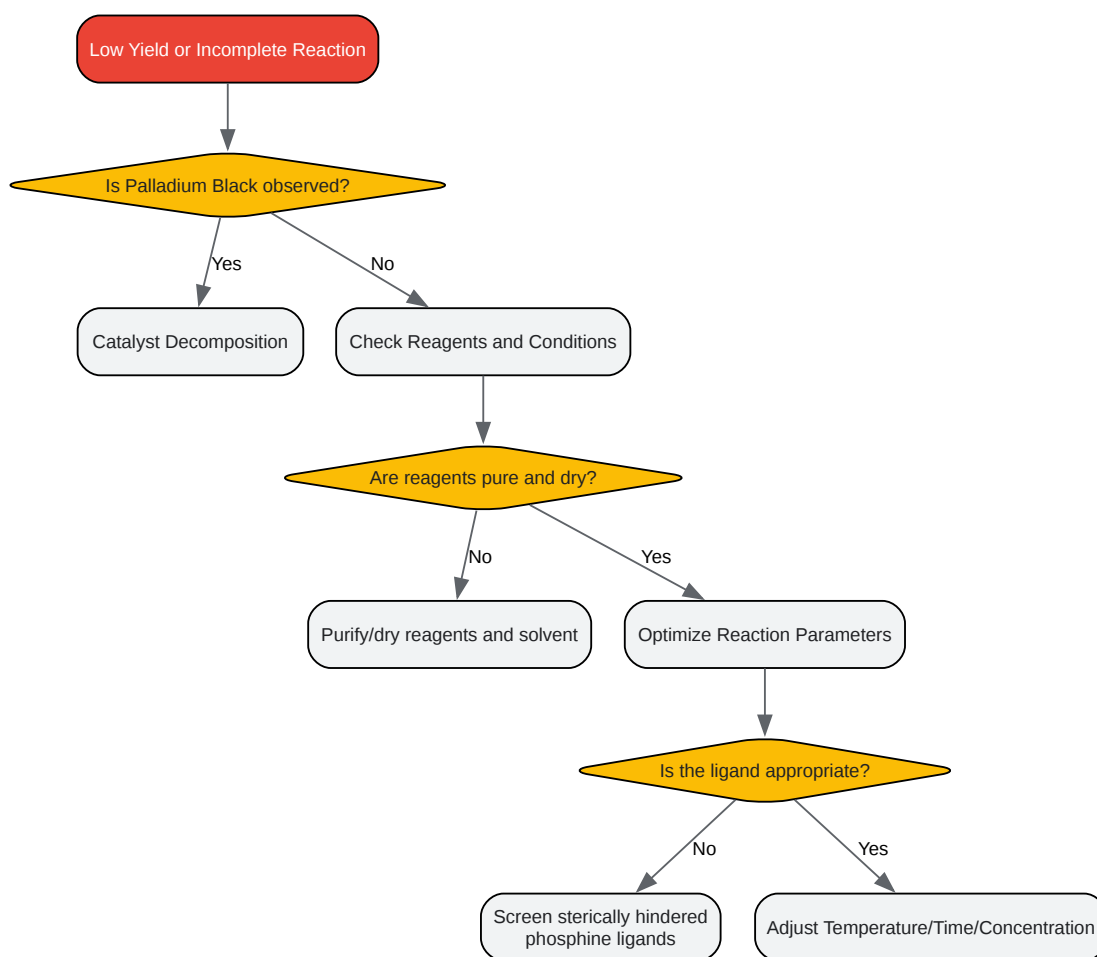 Low Yield or Incomplete Reaction
Is Palladium Black observed?
Yes
No
Catalyst Decomposition
Check Reagents and Conditions
Are reagents pure and dry?
No
Yes
Purify/dry reagents and solvent
Optimize Reaction Parameters
Is the ligand appropriate?
No
Yes
Screen sterically hindered
phosphine ligands
Adjust Temperature/Time/Concentration